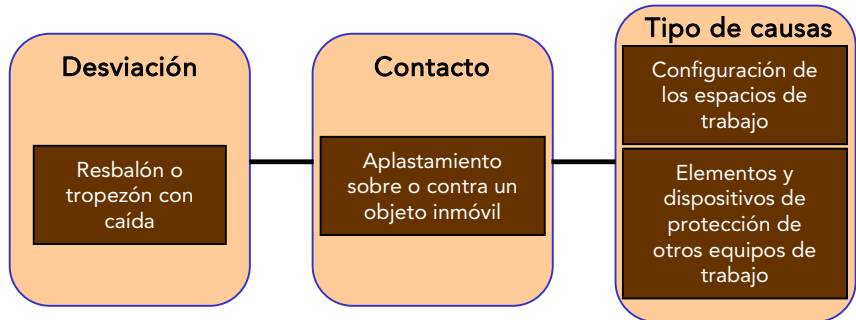 Desviación
Resbalón o
tropezón con
caída
Contacto
Aplastamiento
sobre o contra un
objeto inmóvil
Tipo de causas
Configuración de
los espacios de
trabajo
Elementos y
dispositivos de
protección de
otros equipos de
trabajo